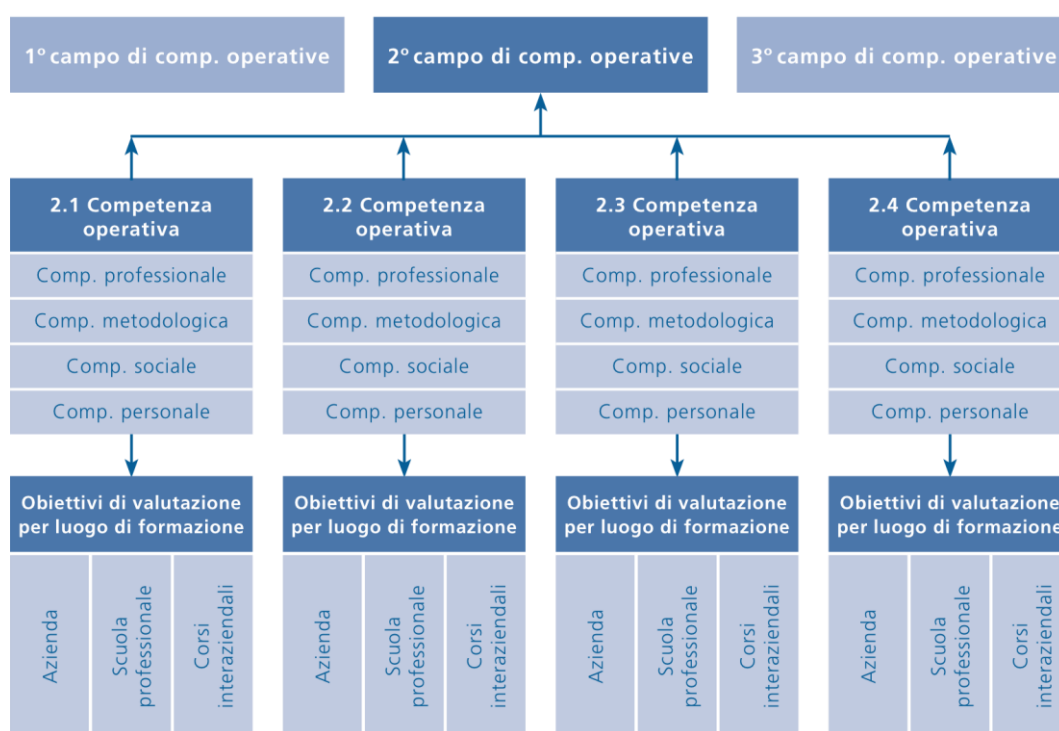 1° campo di comp. operative
2° campo di comp. operative
3° campo di comp. operative
2.1 Competenza
operativa
2.2 Competenza
operativa
2.3 Competenza
operativa
2.4 Competenza
operativa
Comp. professionale
Comp. professionale
Comp. professionale
Comp. professionale
Comp. metodologica
Comp. metodologica
Comp. metodologica
Comp. metodologica
Comp. sociale
Comp. sociale
Comp. sociale
Comp. sociale
Comp. personale
Comp. personale
Comp. personale
Comp. personale
Obiettivi di valutazione
per luogo di formazione
Obiettivi di valutazione
per luogo di formazione
Obiettivi di valutazione
per luogo di formazione
Obiettivi di valutazione
per luogo di formazione
Azienda
Scuola
professionale
Corsi
interaziendali
Azienda
Scuola
professionale
Corsi
interaziendali
Azienda
Scuola
professionale
Corsi
interaziendali
Azienda
Scuola
professionale
Corsi
interaziendali